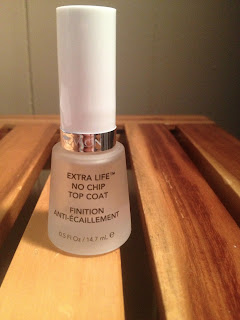 EXTRA LIFE™
NO CHIP
TOP COAT
FINITION
ANTI-ÉCAILLEMENT
0.5 Fl Oz / 14.7 mL ℮